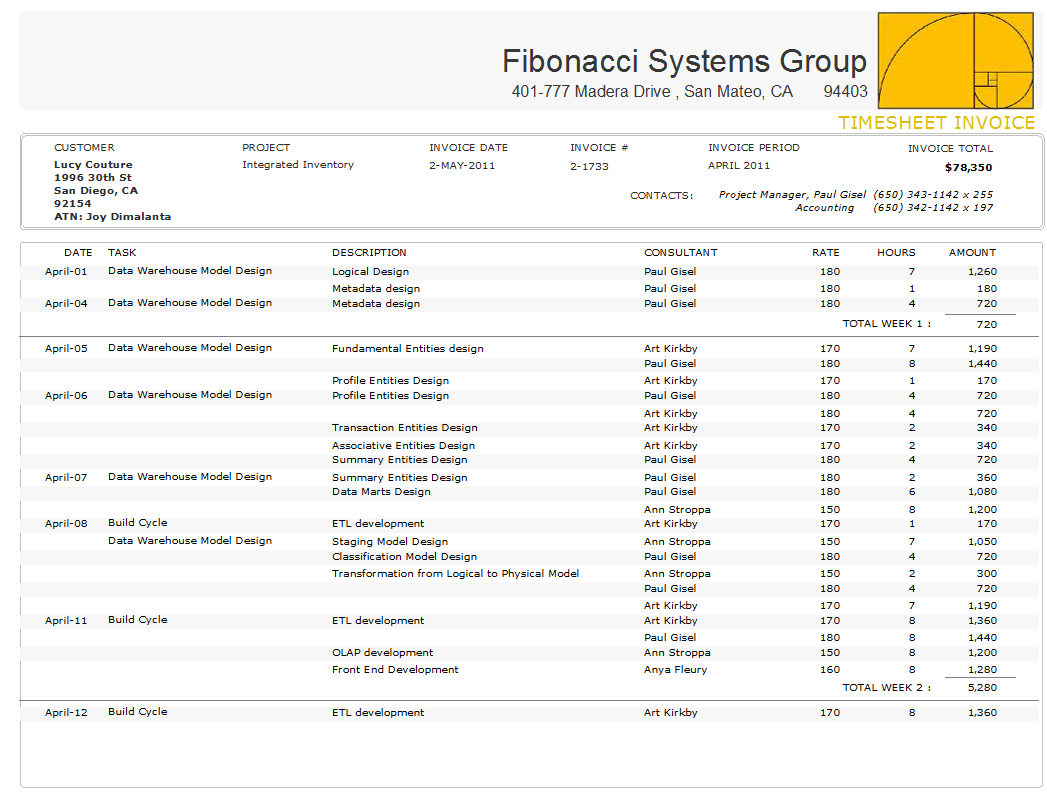 Fibonacci Systems Group
401-777 Madera Drive , San Mateo, CA 94403
TIMESHEET INVOICE
CUSTOMER PROJECT INVOICE DATE INVOICE # INVOICE PERIOD INVOICE TOTAL
Lucy Couture Integrated Inventory 2-MAY-2011 2-1733 APRIL 2011 $78,350
1996 30th St
San Diego, CA
92154
ATN: Joy Dimalanta
CONTACTS: Project Manager, Paul Gisel (650) 343-1142 x 255
Accounting (650) 342-1142 x 197
DATE TASK DESCRIPTION CONSULTANT RATE HOURS AMOUNT
April-01 Data Warehouse Model Design Logical Design Paul Gisel 180 7 1,260
Metadata design Paul Gisel 180 1 180
April-04 Data Warehouse Model Design Metadata design Paul Gisel 180 4 720
TOTAL WEEK 1 : 720
April-05 Data Warehouse Model Design Fundamental Entities design Art Kirkby 170 7 1,190
Paul Gisel 180 8 1,440
Profile Entities Design Art Kirkby 170 1 170
April-06 Data Warehouse Model Design Profile Entities Design Paul Gisel 180 4 720
Art Kirkby 180 4 720
Transaction Entities Design Art Kirkby 170 2 340
Associative Entities Design Art Kirkby 170 2 340
Summary Entities Design Paul Gisel 180 4 720
April-07 Data Warehouse Model Design Summary Entities Design Paul Gisel 180 2 360
Data Marts Design Paul Gisel 180 6 1,080
Ann Stroppa 150 8 1,200
April-08 Build Cycle ETL development Art Kirkby 170 1 170
Data Warehouse Model Design Staging Model Design Ann Stroppa 150 7 1,050
Classification Model Design Paul Gisel 180 4 720
Transformation from Logical to Physical Model Ann Stroppa 150 2 300
Paul Gisel 180 4 720
Art Kirkby 170 7 1,190
April-11 Build Cycle ETL development Art Kirkby 170 8 1,360
Paul Gisel 180 8 1,440
OLAP development Ann Stroppa 150 8 1,200
Front End Development Anya Fleury 160 8 1,280
TOTAL WEEK 2 : 5,280
April-12 Build Cycle ETL development Art Kirkby 170 8 1,360